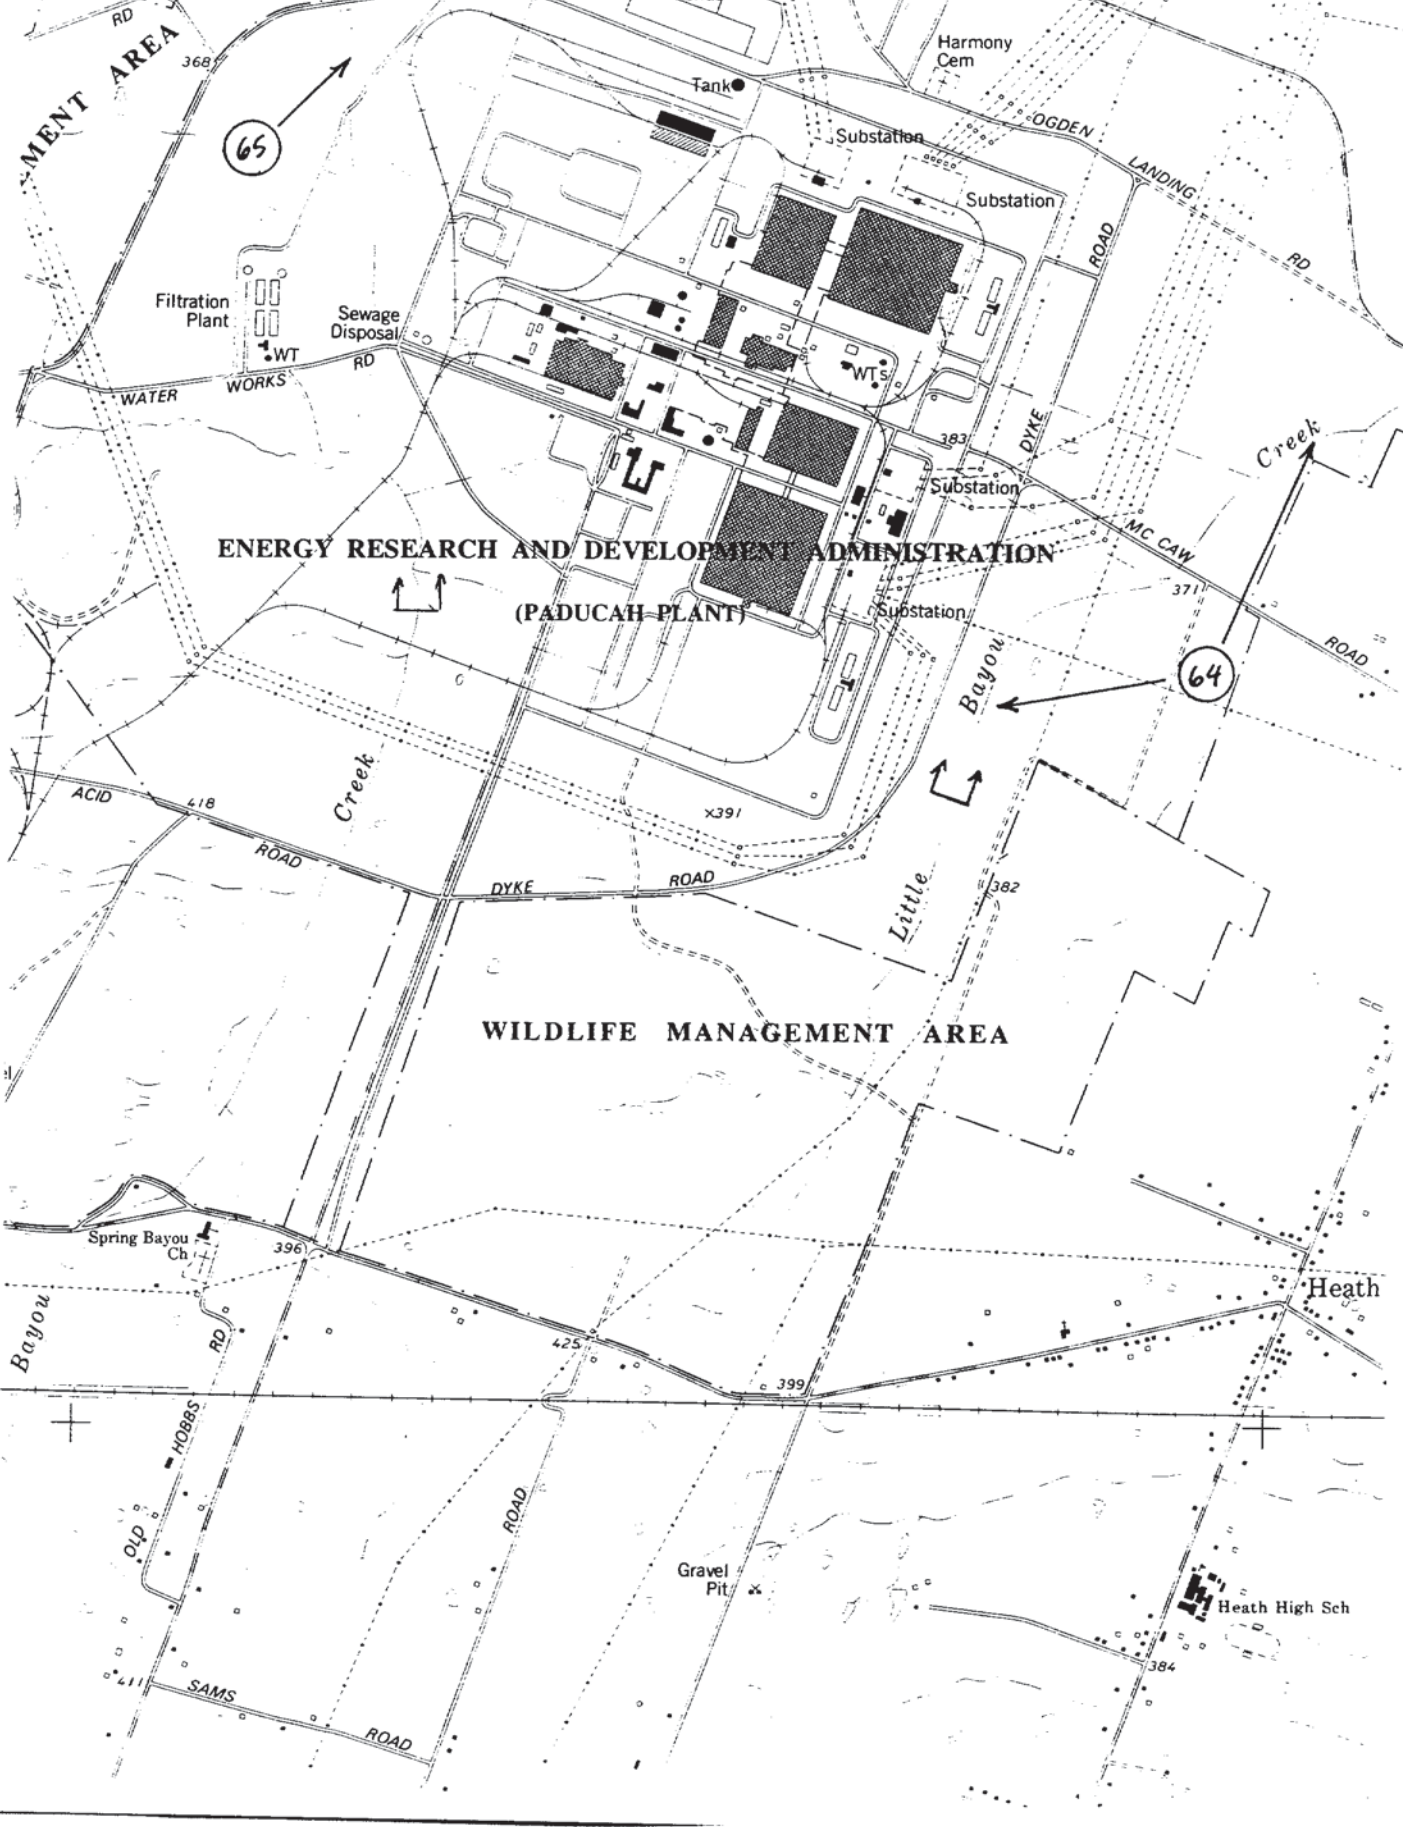 RD
MENT AREA
368
65
Harmony
Cem
Tank
Substation
OGDEN
LANDING
RD
Substation
ROAD
Filtration
Plant
Sewage
Disposal
WT
WATER
WORKS
RD
WTs
383
DYKE
Creek
Substation
MC CAW
371
ROAD
ENERGY RESEARCH AND DEVELOPMENT ADMINISTRATION
(PADUCAH PLANT)
Substation
64
Bayou
Little
Creek
ACID
418
ROAD
×391
DYKE
ROAD
382
WILDLIFE MANAGEMENT AREA
Spring Bayou
Ch
396
Heath
Bayou
RD
425
399
HOBBS
OLD
ROAD
Gravel
Pit
Heath High Sch
384
411
SAMS
ROAD